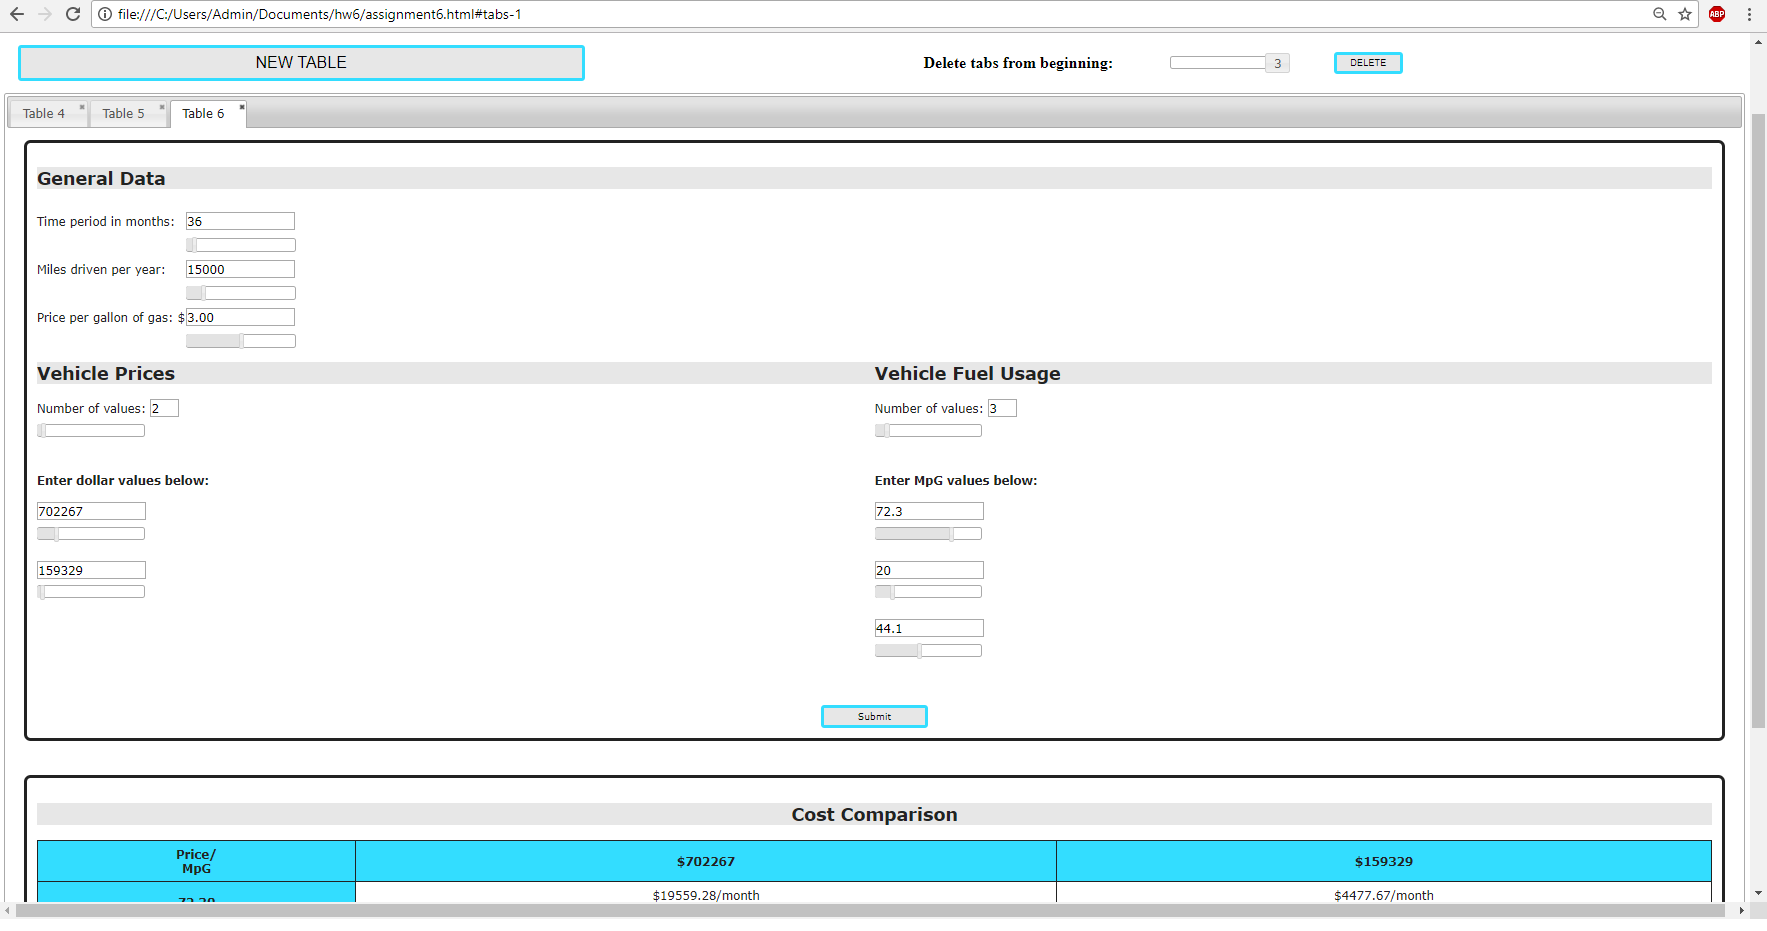 file:///C:/Users/Admin/Documents/hw6/assignment6.html#tabs-1
ABP
NEW TABLE
Delete tabs from beginning:
3
DELETE
Table 4
Table 5
Table 6
General Data
Time period in months: 36
Miles driven per year: 15000
Price per gallon of gas: $3.00
Vehicle Prices
Number of values: 2
Enter dollar values below:
702267
159329
Vehicle Fuel Usage
Number of values: 3
Enter MpG values below:
72.3
20
44.1
Submit
Cost Comparison
Price/
MpG
$702267
$159329
72.30
$19559.28/month
$4477.67/month